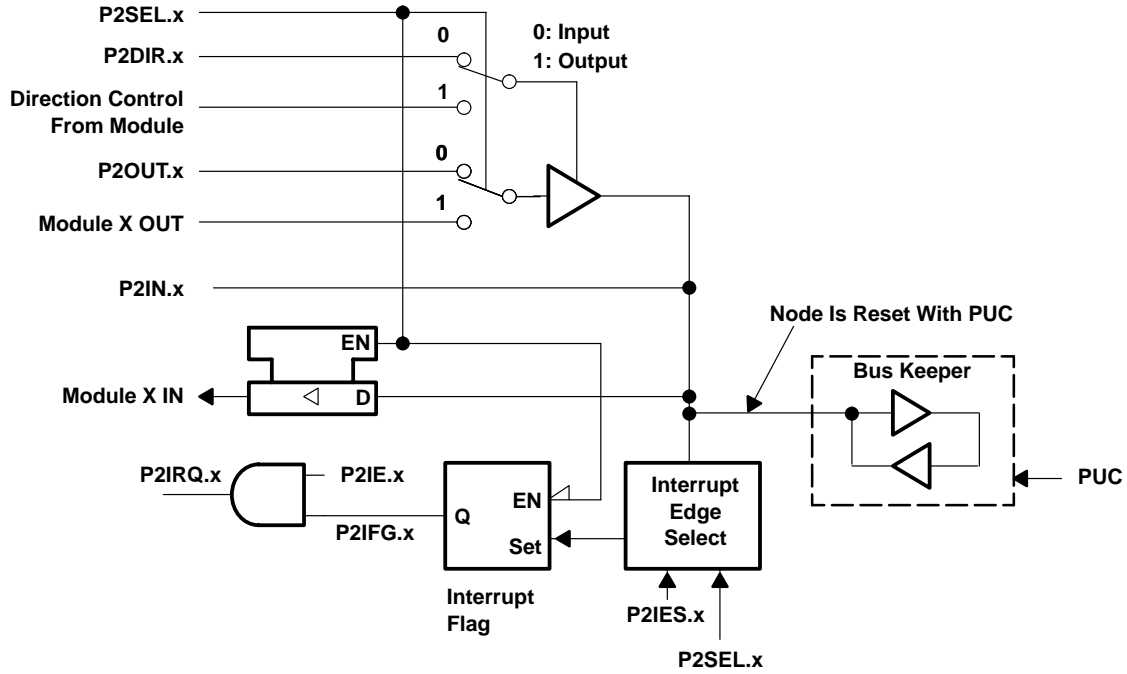 P2SEL.x
0
0: Input
1: Output
P2DIR.x
1
Direction Control
From Module
0
P2OUT.x
1
Module X OUT
P2IN.x
Node Is Reset With PUC
EN
Bus Keeper
Module X IN
D
P2IRQ.x
P2IE.x
PUC
Interrupt
Edge
Select
EN
Q
P2IFG.x
Set
Interrupt
Flag
P2IES.x
P2SEL.x